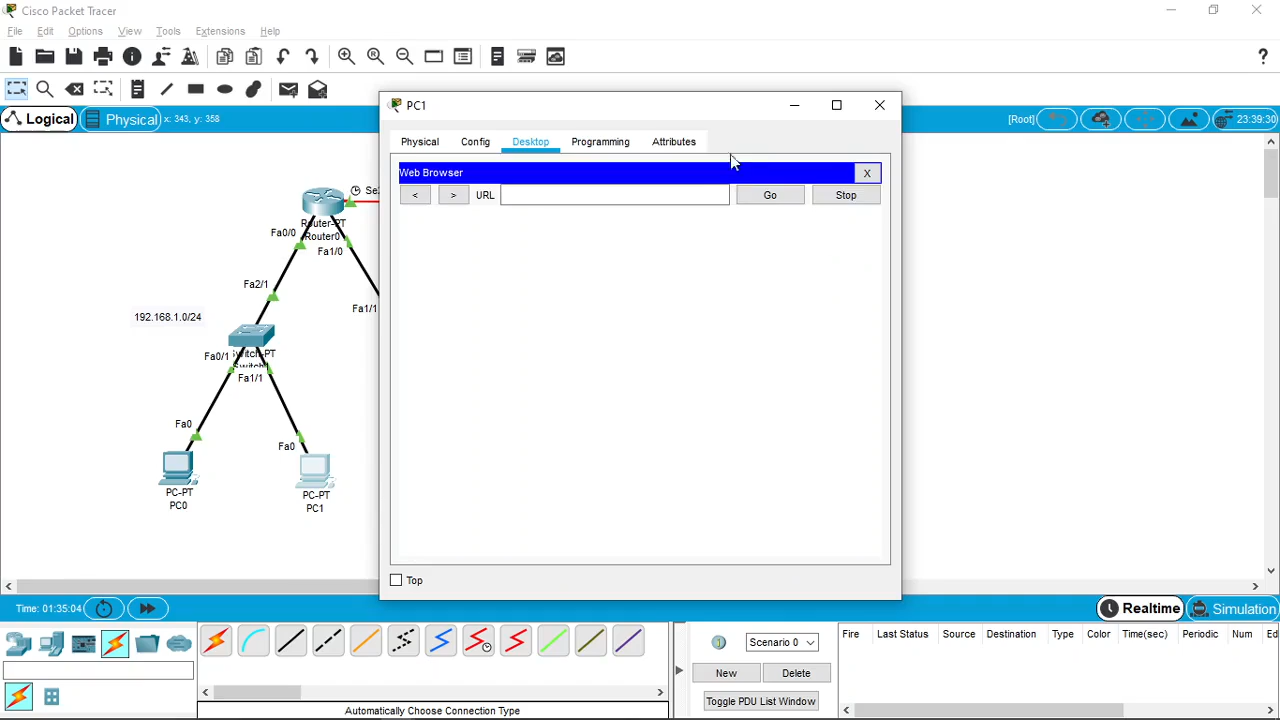 Cisco Packet Tracer
File Edit Options View Tools Extensions Help
Logical
Physical
x: 343, y: 358
[Root]
23:39:30
PC1
Physical Config Desktop Programming Attributes
Web Browser
X
< > URL Go Stop
Top
Router-PT
Router0
Fa0/0
Fa1/0
Fa2/1
Fa1/1
192.168.1.0/24
Fa0/1
Fa1/1
Fa0
Fa0
PC-PT
PC0
PC-PT
PC1
Time: 01:35:04
Realtime
Simulation
Scenario 0
New
Delete
Toggle PDU List Window
Fire Last Status Source Destination Type Color Time(sec) Periodic Num Ed
Automatically Choose Connection Type